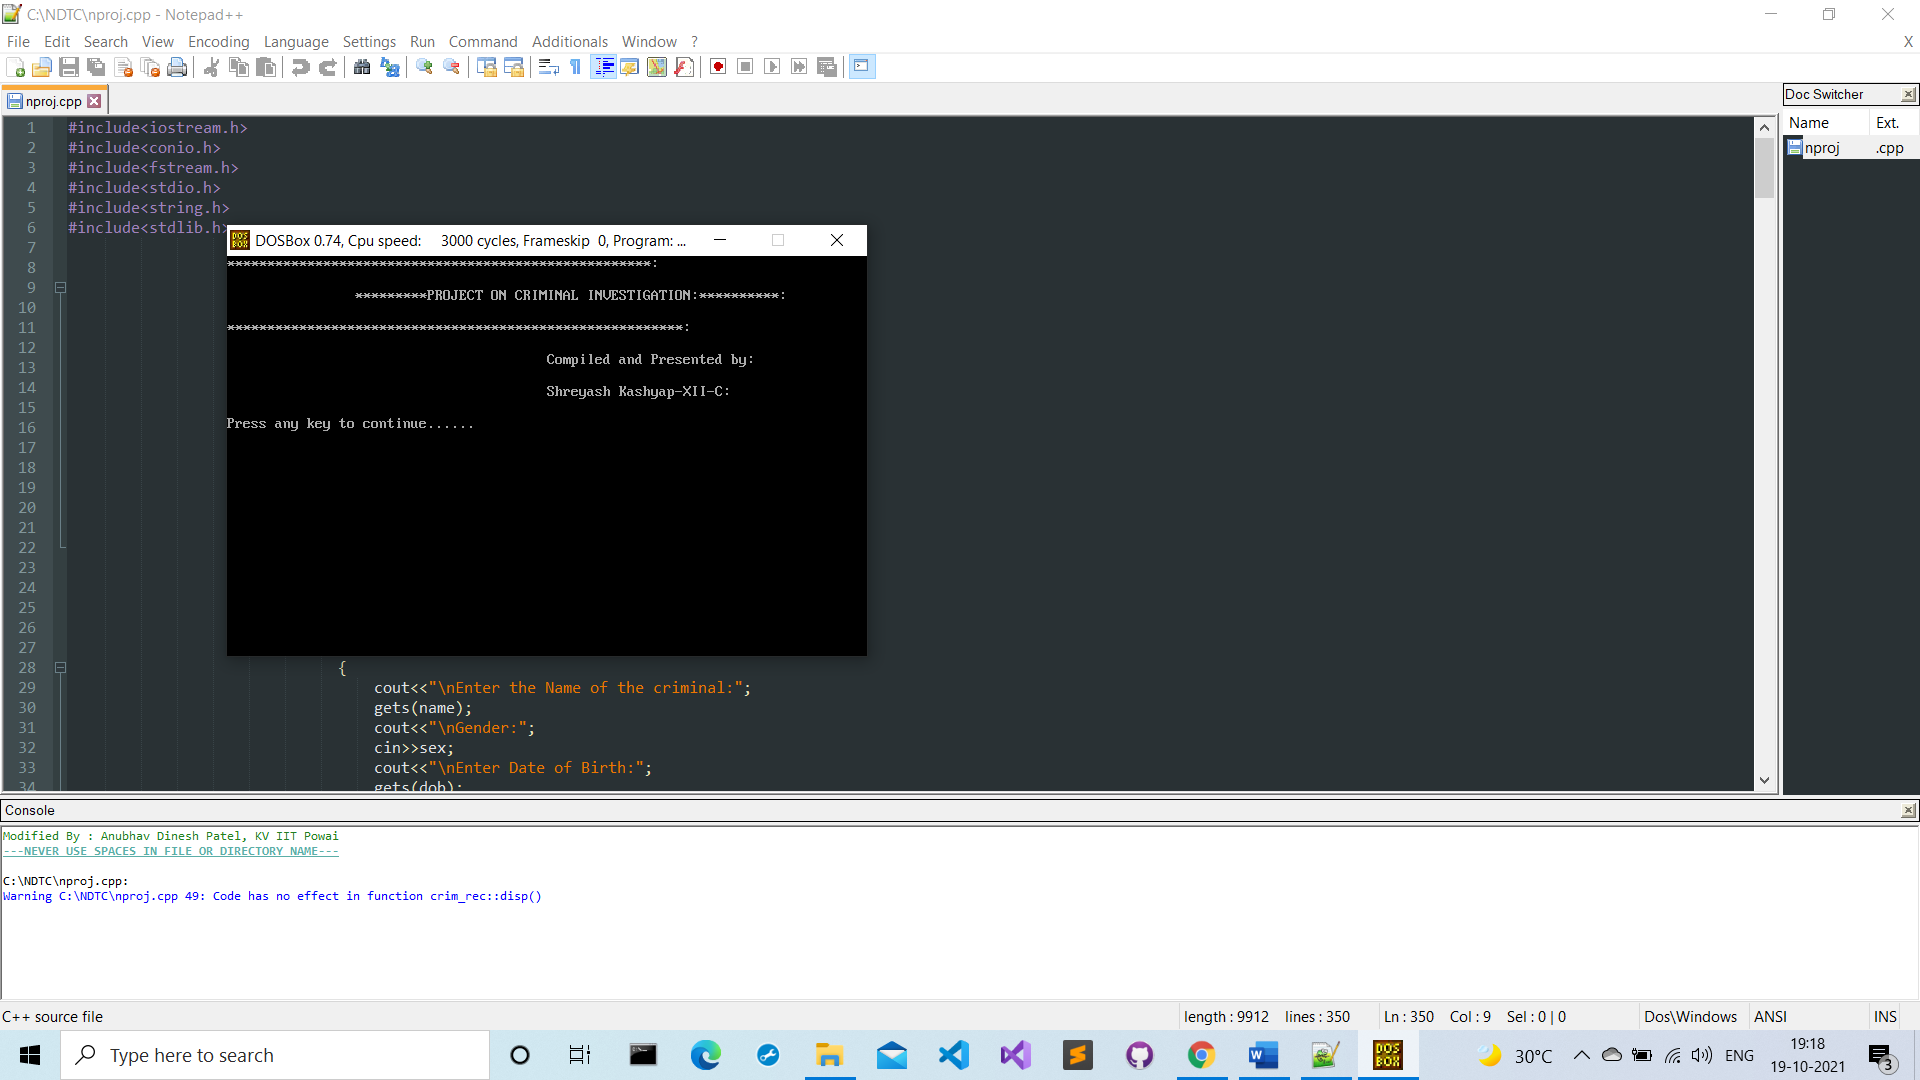 C:\NDTC\nproj.cpp - Notepad++
File Edit Search View Encoding Language Settings Run Command Additionals Window ? X
nproj.cpp
1 #include<iostream.h>
2 #include<conio.h>
3 #include<fstream.h>
4 #include<stdio.h>
5 #include<string.h>
6 #include<stdlib.h>
7
8
9
10
11
12
13
14
15
16
17
18
19
20
21
22
23
24
25
26
27
28 {
29 cout<<"\nEnter the Name of the criminal:";
30 gets(name);
31 cout<<"\nGender:";
32 cin>>sex;
33 cout<<"\nEnter Date of Birth:";
34 gets(dob);
DOSBox 0.74, Cpu speed: 3000 cycles, Frameskip 0, Program: ...
*****************************************************:
*********PROJECT ON CRIMINAL INVESTIGATION:**********:
*********************************************************:
Compiled and Presented by:
Shreyash Kashyap-XII-C:
Press any key to continue......
Doc Switcher
Name Ext.
nproj .cpp
Console
Modified By : Anubhav Dinesh Patel, KV IIT Powai
---NEVER USE SPACES IN FILE OR DIRECTORY NAME---
C:\NDTC\nproj.cpp:
Warning C:\NDTC\nproj.cpp 49: Code has no effect in function crim_rec::disp()
C++ source file length : 9912 lines : 350 Ln : 350 Col : 9 Sel : 0 | 0 Dos\Windows ANSI INS
Type here to search
DOS BOX
30°C ENG
19:18
19-10-2021
3